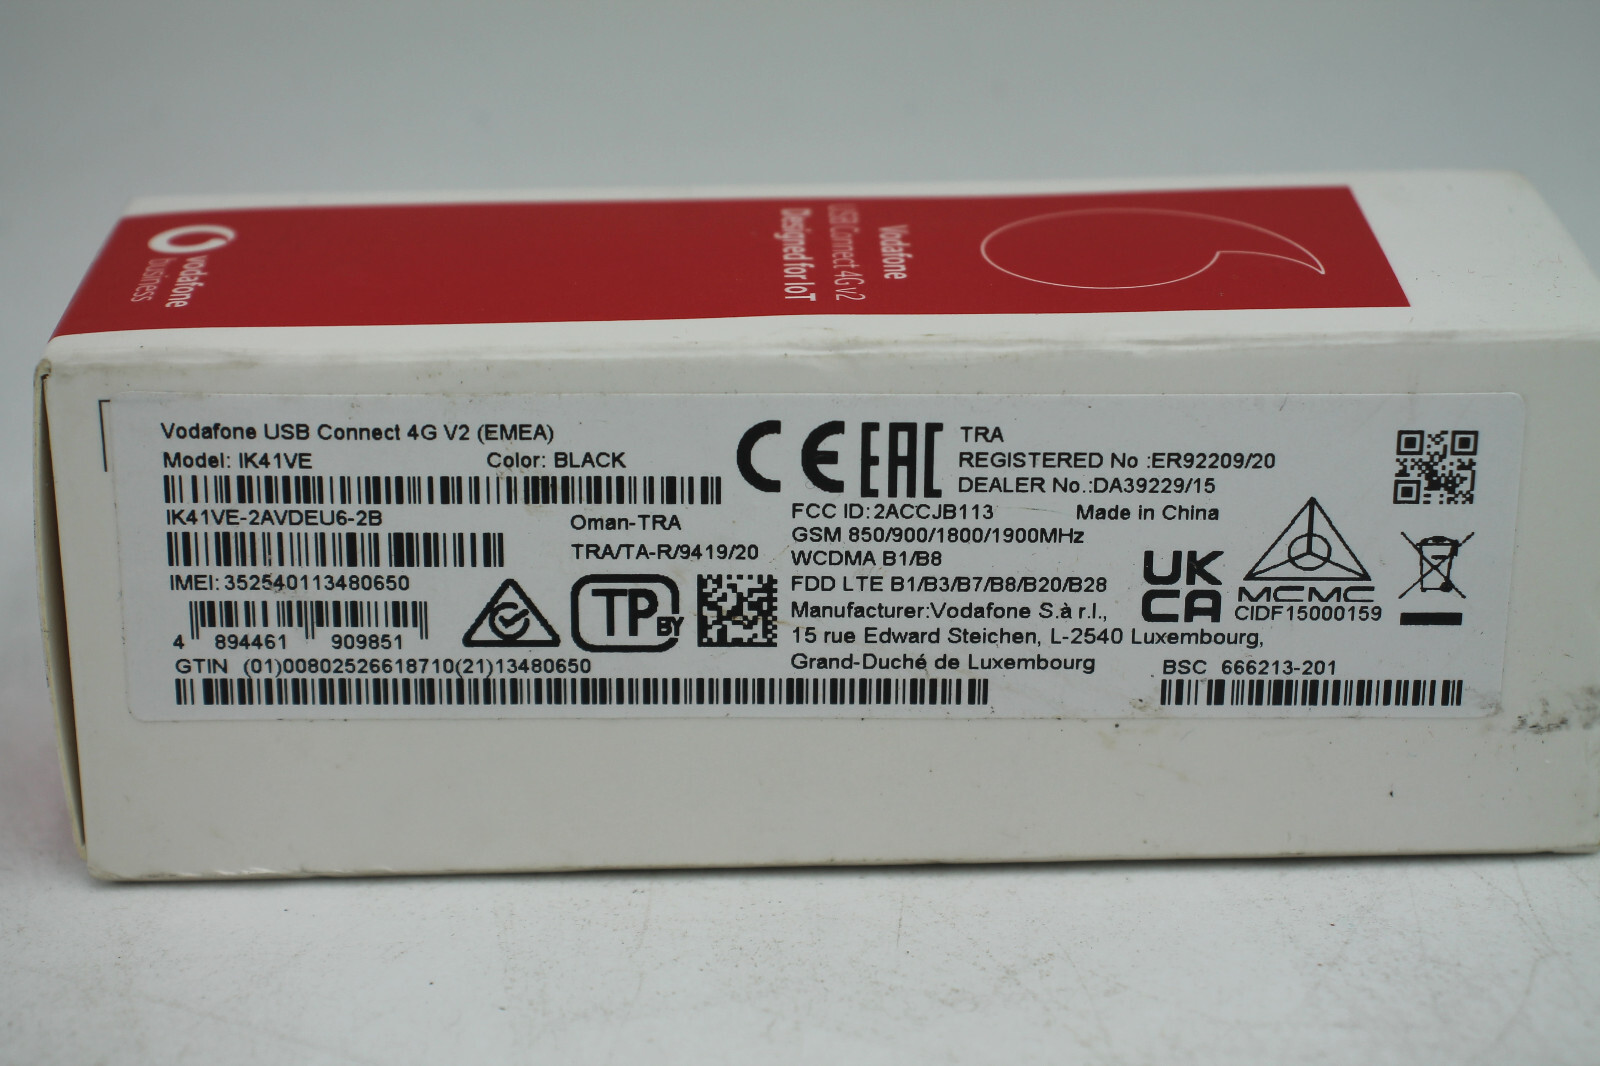 vodafone
business
Vodafone
USB Connect 4G v2
Designed for IoT
Vodafone USB Connect 4G V2 (EMEA)
Model: IK41VE Color: BLACK
IK41VE-2AVDEU6-2B
Oman-TRA
TRA/TA-R/9419/20
IMEI: 352540113480650
4 894461 909851
GTIN (01)00802526618710(21)13480650
TP BY
CE EAC
TRA
REGISTERED No :ER92209/20
DEALER No.:DA39229/15
FCC ID: 2ACCJB113 Made in China
GSM 850/900/1800/1900MHz
WCDMA B1/B8
FDD LTE B1/B3/B7/B8/B20/B28
Manufacturer:Vodafone S.à r.l.,
15 rue Edward Steichen, L-2540 Luxembourg,
Grand-Duché de Luxembourg
UK
CA
MCMC
CIDF15000159
BSC 666213-201